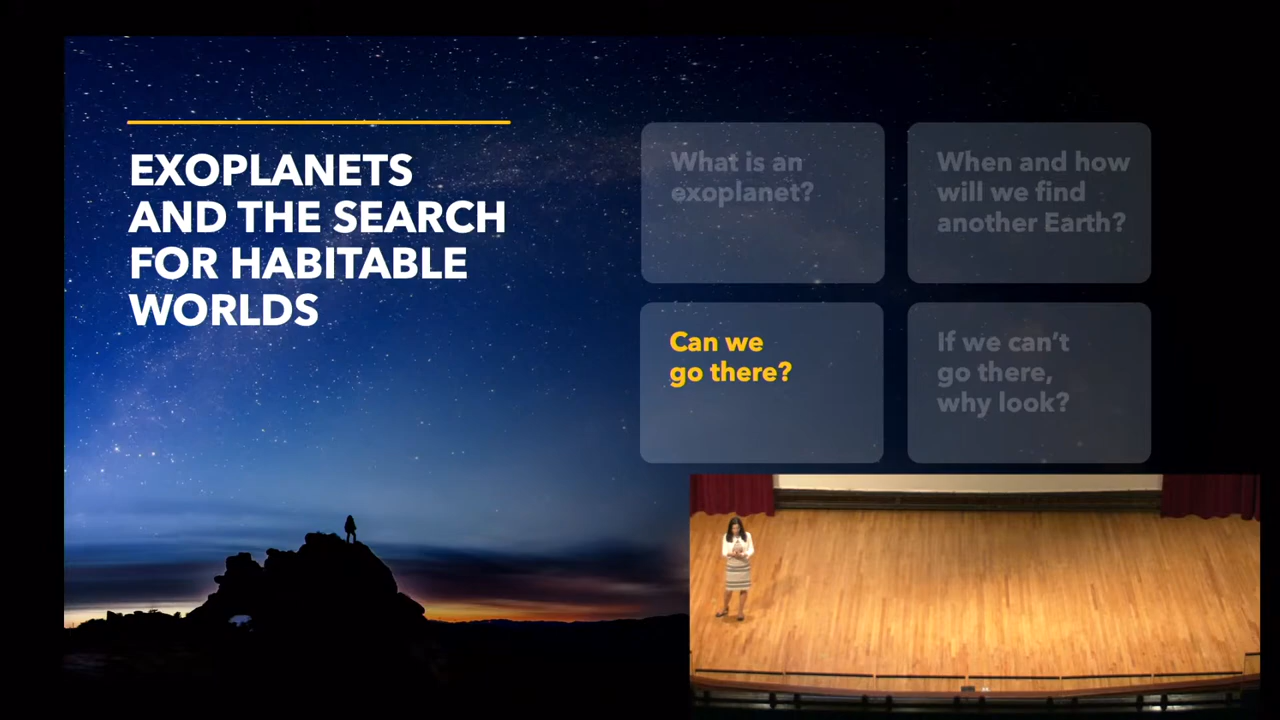 EXOPLANETS
AND THE SEARCH
FOR HABITABLE
WORLDS
What is an
exoplanet?
When and how
will we find
another Earth?
Can we
go there?
If we can't
go there,
why look?